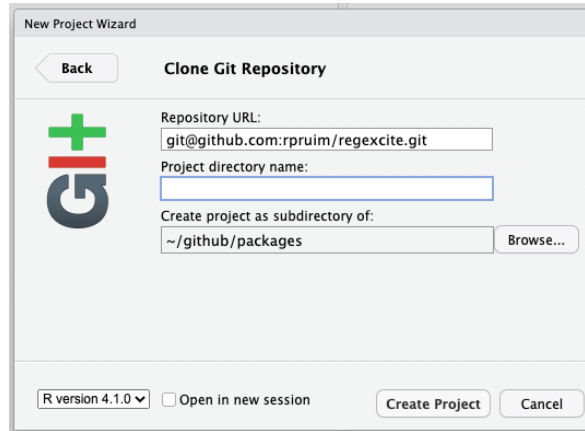 New Project Wizard
Back
Clone Git Repository
Git
Repository URL:
git@github.com:rpruim/regexcite.git
Project directory name:
Create project as subdirectory of:
~/github/packages
Browse...
R version 4.1.0
Open in new session
Create Project
Cancel